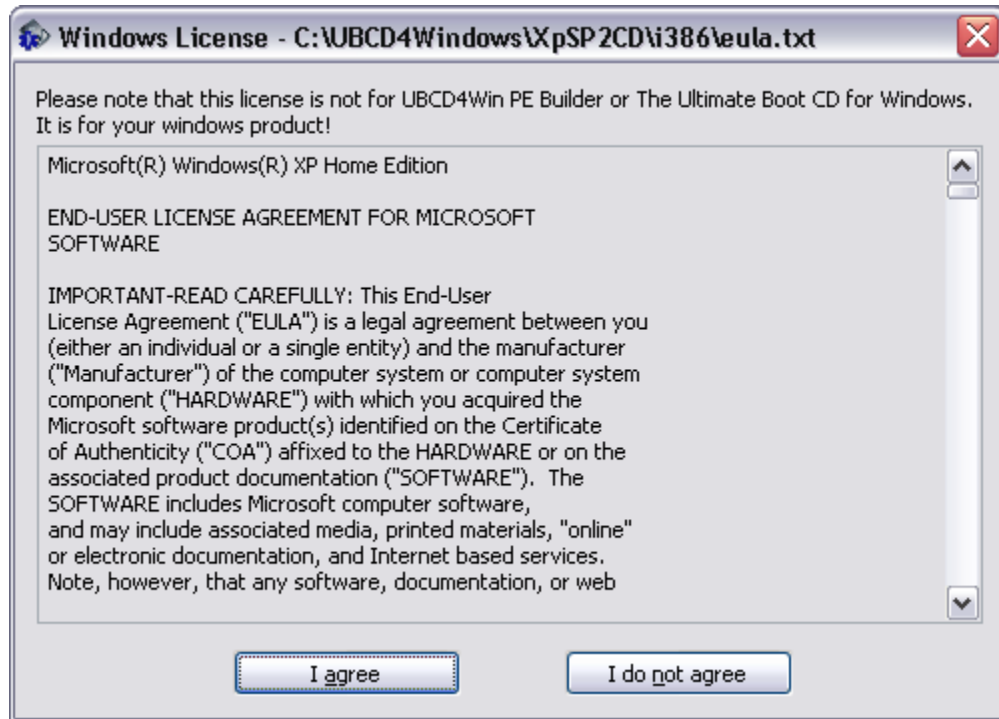 Windows License - C:\UBCD4Windows\XpSP2CD\i386\eula.txt
Please note that this license is not for UBCD4Win PE Builder or The Ultimate Boot CD for Windows.
It is for your windows product!
Microsoft(R) Windows(R) XP Home Edition
END-USER LICENSE AGREEMENT FOR MICROSOFT
SOFTWARE
IMPORTANT-READ CAREFULLY: This End-User
License Agreement ("EULA") is a legal agreement between you
(either an individual or a single entity) and the manufacturer
("Manufacturer") of the computer system or computer system
component ("HARDWARE") with which you acquired the
Microsoft software product(s) identified on the Certificate
of Authenticity ("COA") affixed to the HARDWARE or on the
associated product documentation ("SOFTWARE").  The
SOFTWARE includes Microsoft computer software,
and may include associated media, printed materials, "online"
or electronic documentation, and Internet based services.
Note, however, that any software, documentation, or web
I agree
I do not agree